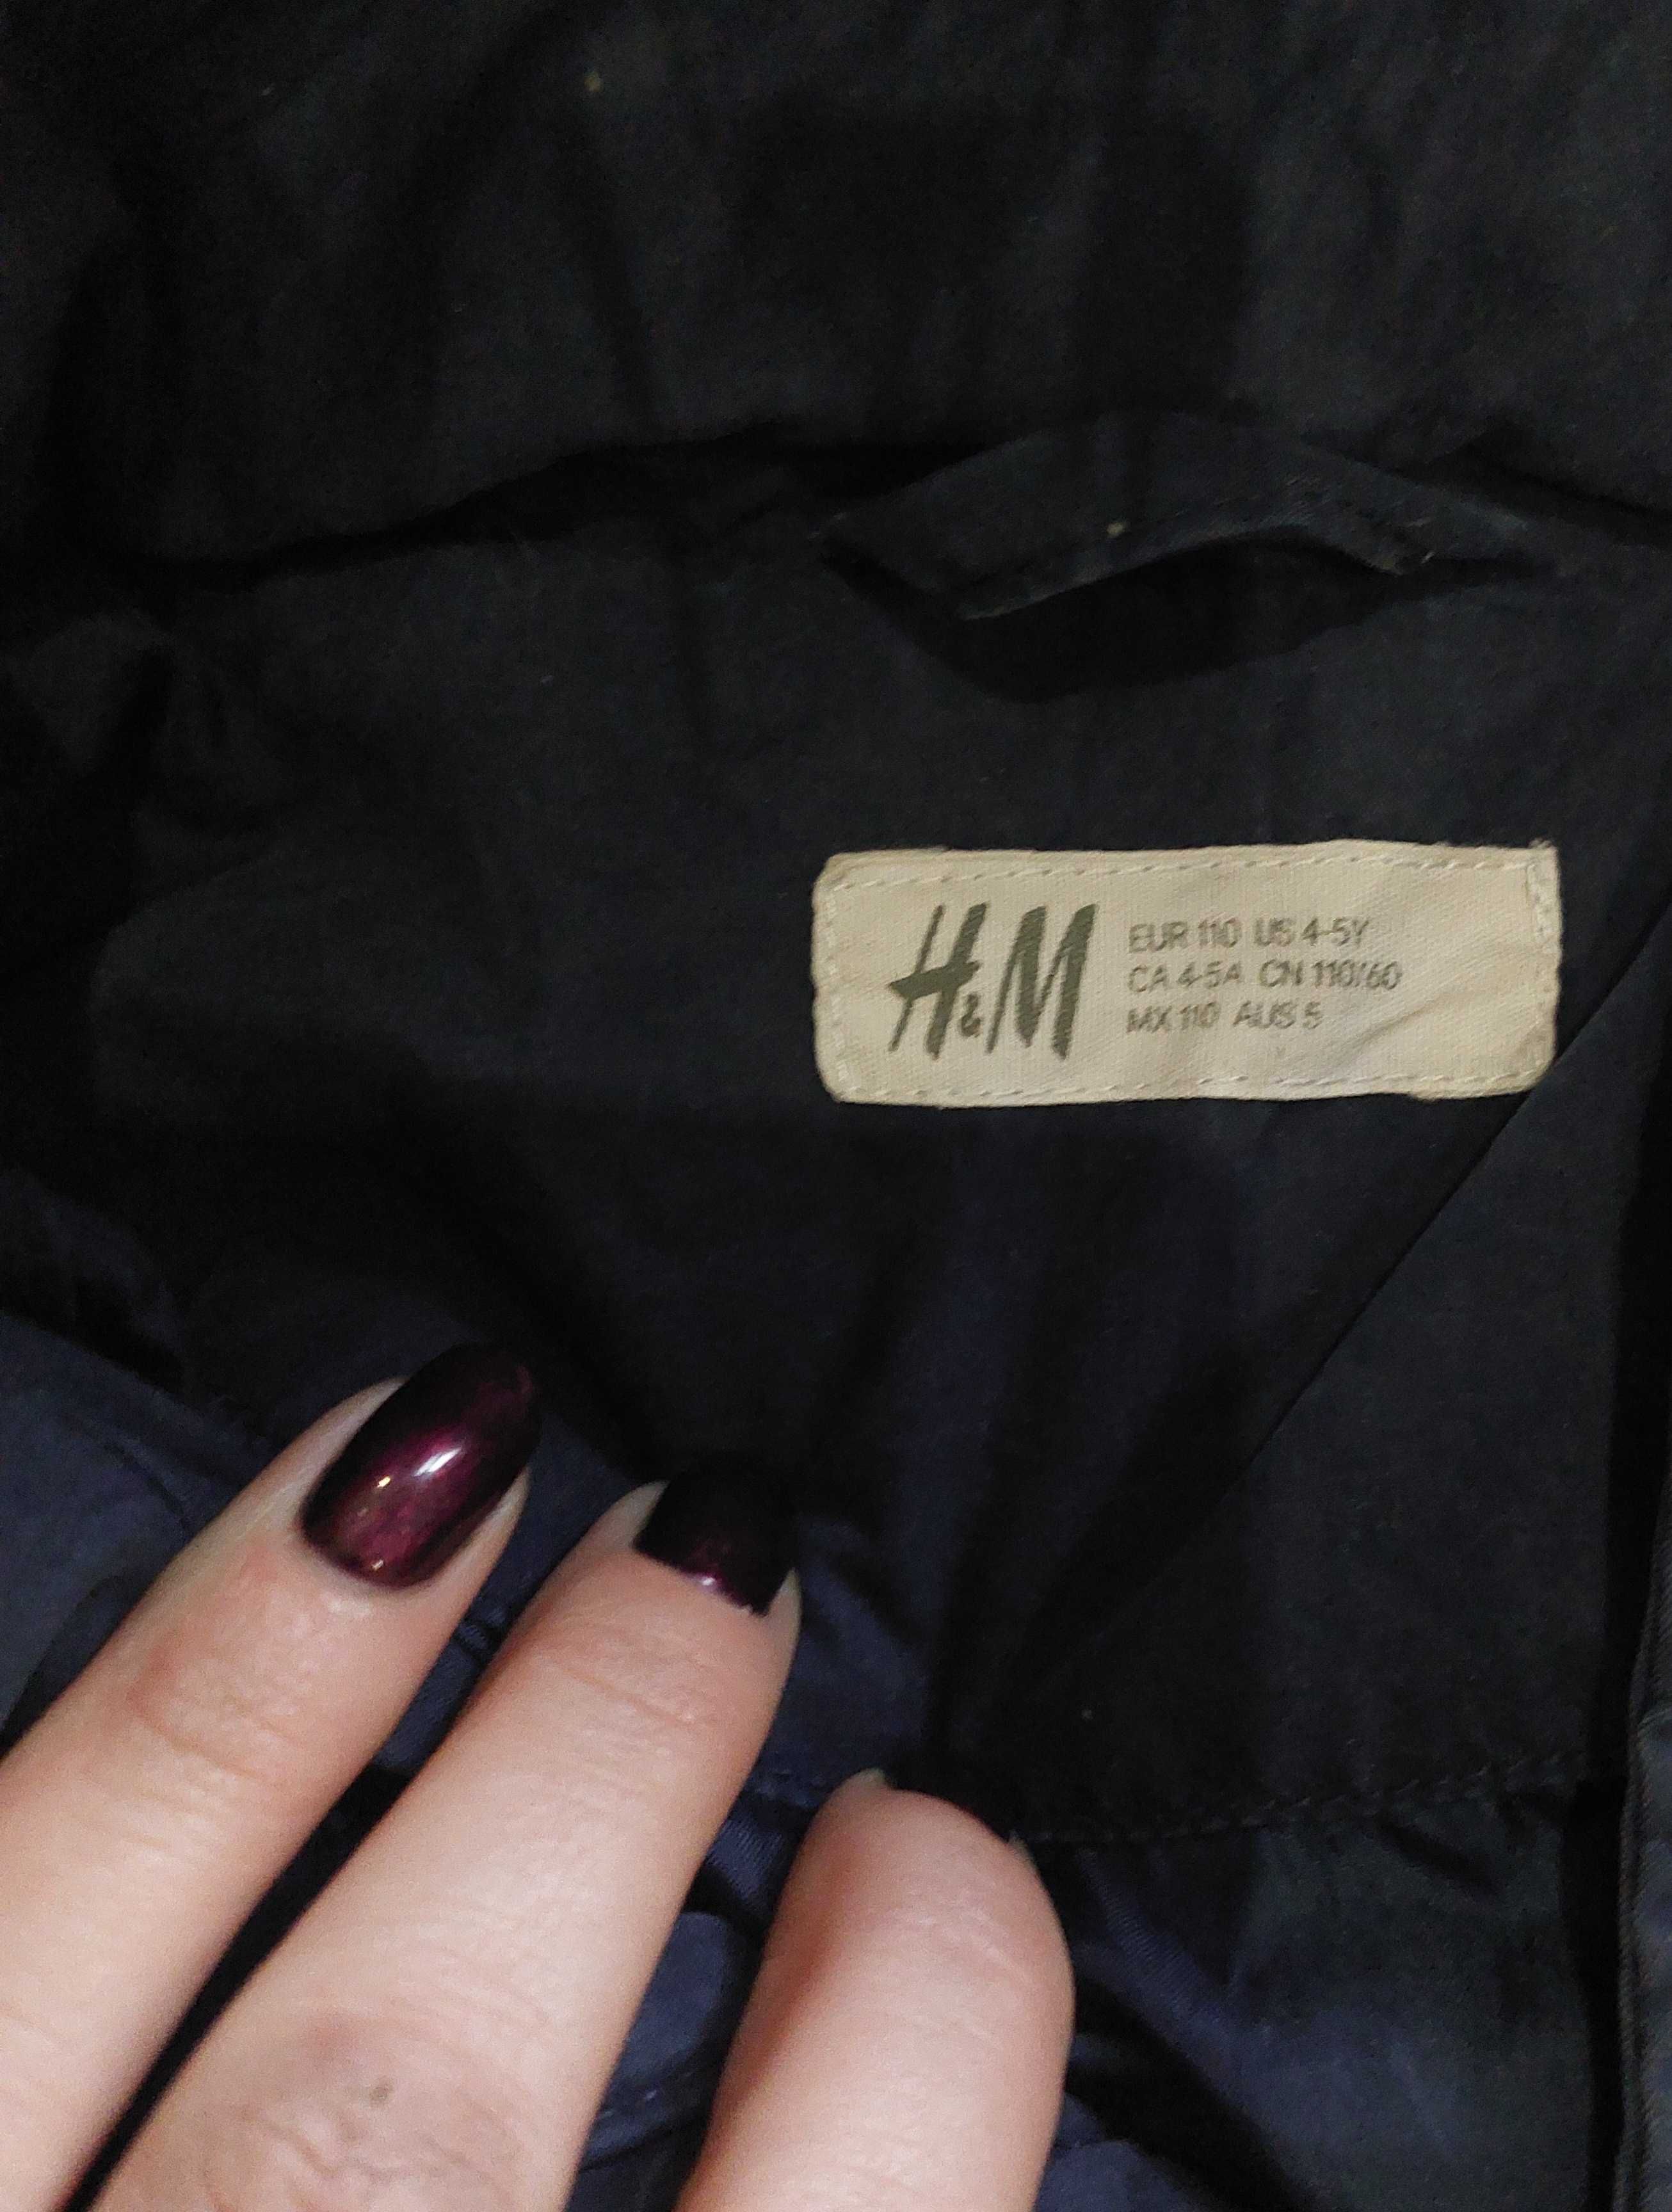 H&M
EUR 110 US 4-5Y
CA 4-5A CN 110/60
MX 110 AUS 5